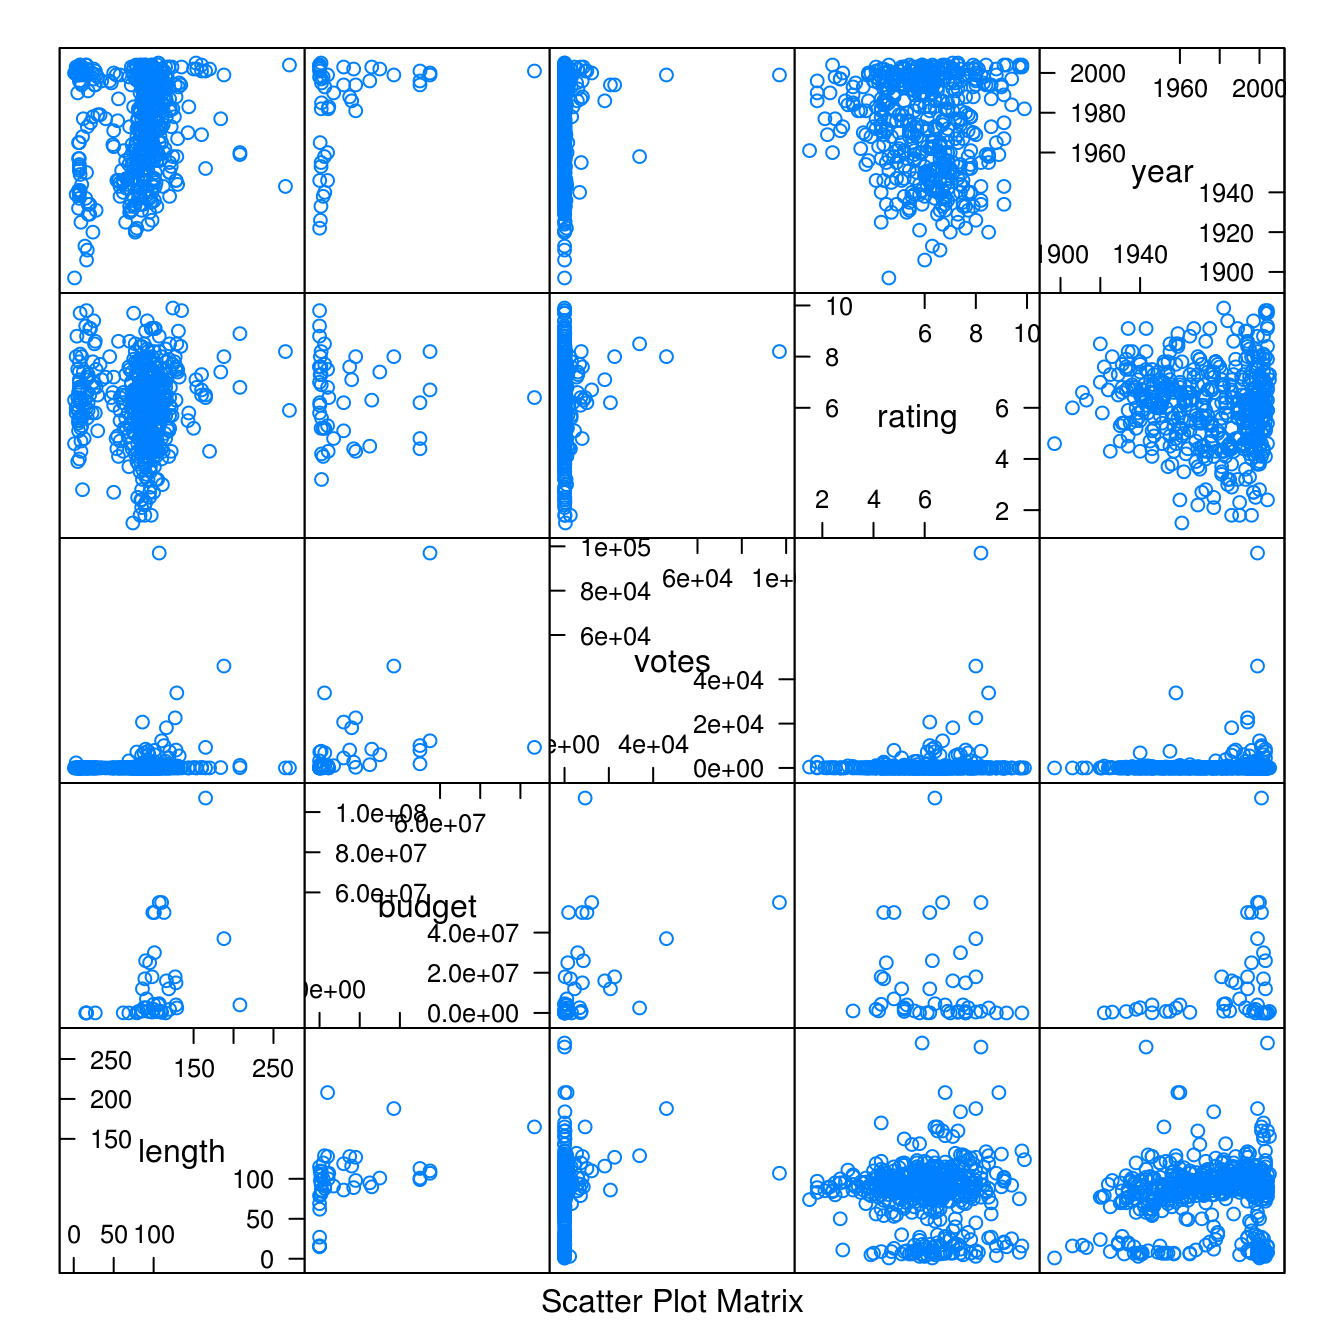 2000 1960 2000
1980
1960 year
1940
1920
1900 1940 1900
10 6 8 10
8
6 rating 6
4
2 4 6 2
1e+05 6e+04 1e+
8e+04
6e+04
votes 4e+04
2e+04
e+00 4e+04 0e+00
1.0e+08 6.0e+07
8.0e+07
6.0e+07 budget
4.0e+07
2.0e+07
0e+00 0.0e+00
250 150 250
200
150 length
100
50
0 50 100 0
Scatter Plot Matrix